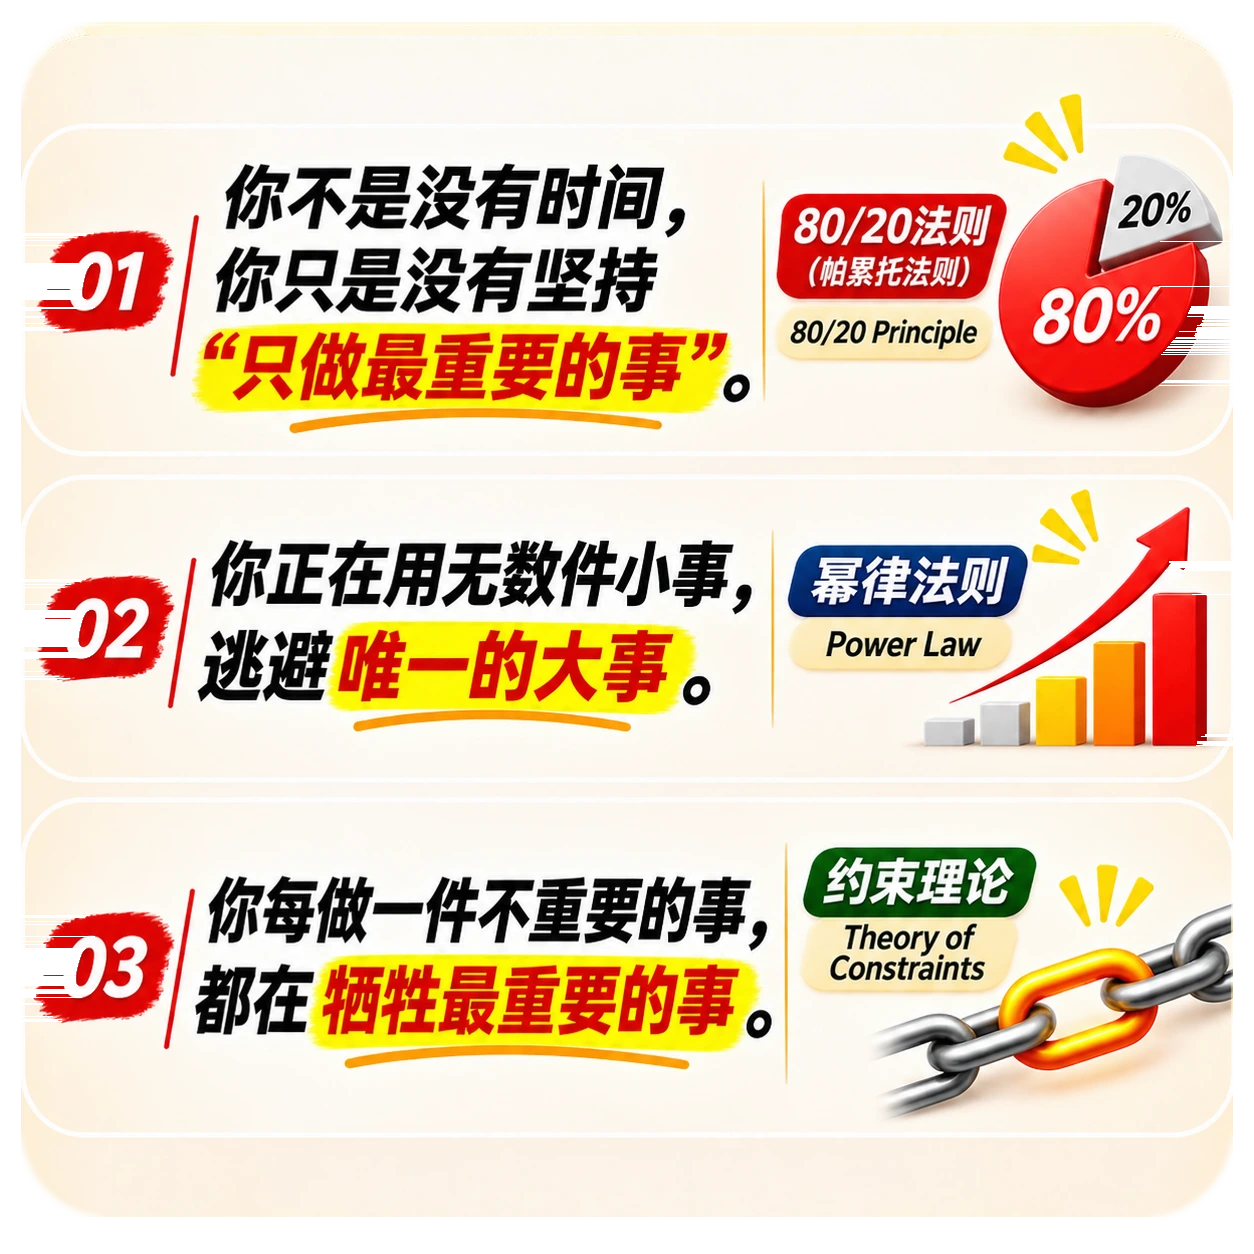 01
你不是没有时间，
你只是没有坚持
“只做最重要的事”。
80/20法则
（帕累托法则）
80/20 Principle
20%
80%
02
你正在用无数件小事，
逃避唯一的大事。
幂律法则
Power Law
03
你每做一件不重要的事，
都在牺牲最重要的事。
约束理论
Theory of
Constraints